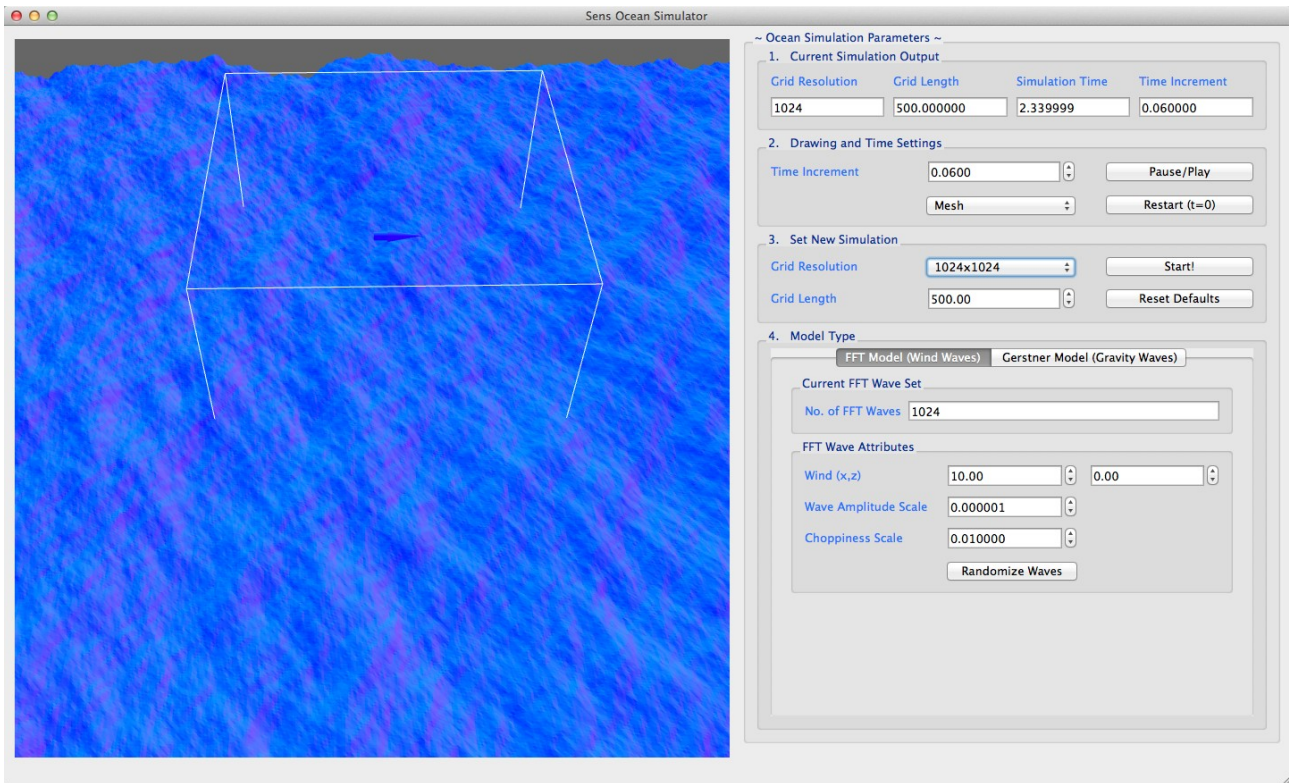 Sens Ocean Simulator
~ Ocean Simulation Parameters ~
1. Current Simulation Output
Grid Resolution Grid Length Simulation Time Time Increment
1024 500.000000 2.339999 0.060000
2. Drawing and Time Settings
Time Increment 0.0600 Pause/Play
Mesh Restart (t=0)
3. Set New Simulation
Grid Resolution 1024x1024 Start!
Grid Length 500.00 Reset Defaults
4. Model Type
FFT Model (Wind Waves) Gerstner Model (Gravity Waves)
Current FFT Wave Set
No. of FFT Waves 1024
FFT Wave Attributes
Wind (x,z) 10.00 0.00
Wave Amplitude Scale 0.000001
Choppiness Scale 0.010000
Randomize Waves